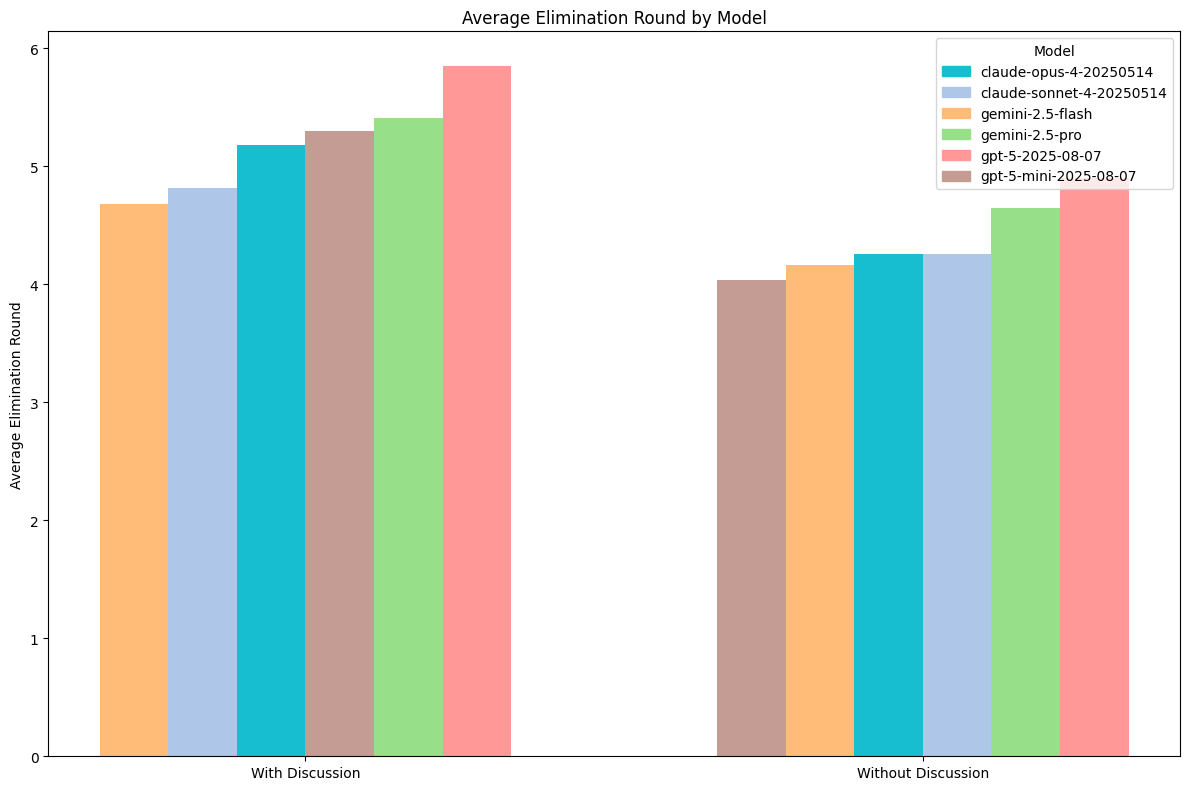 Average Elimination Round by Model
Average Elimination Round
6
5
4
3
2
1
0
Model
claude-opus-4-20250514
claude-sonnet-4-20250514
gemini-2.5-flash
gemini-2.5-pro
gpt-5-2025-08-07
gpt-5-mini-2025-08-07
With Discussion
Without Discussion